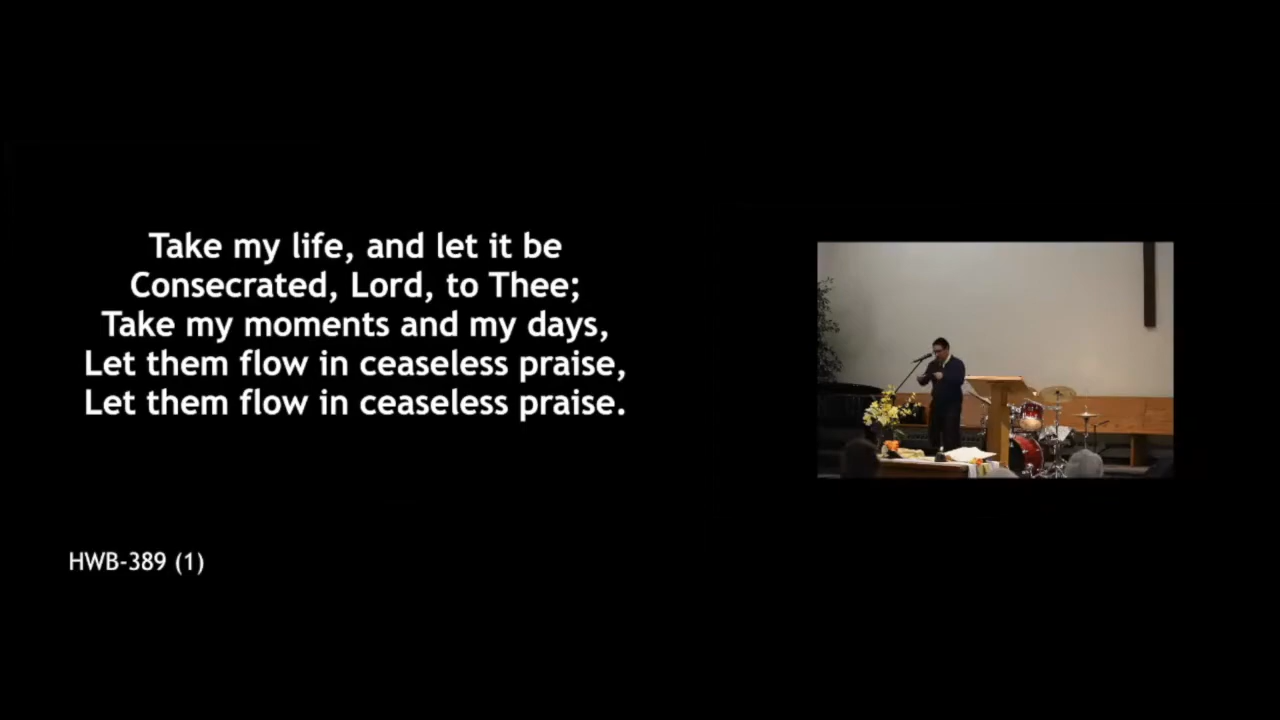 Take my life, and let it be
Consecrated, Lord, to Thee;
Take my moments and my days,
Let them flow in ceaseless praise,
Let them flow in ceaseless praise.
HWB-389 (1)